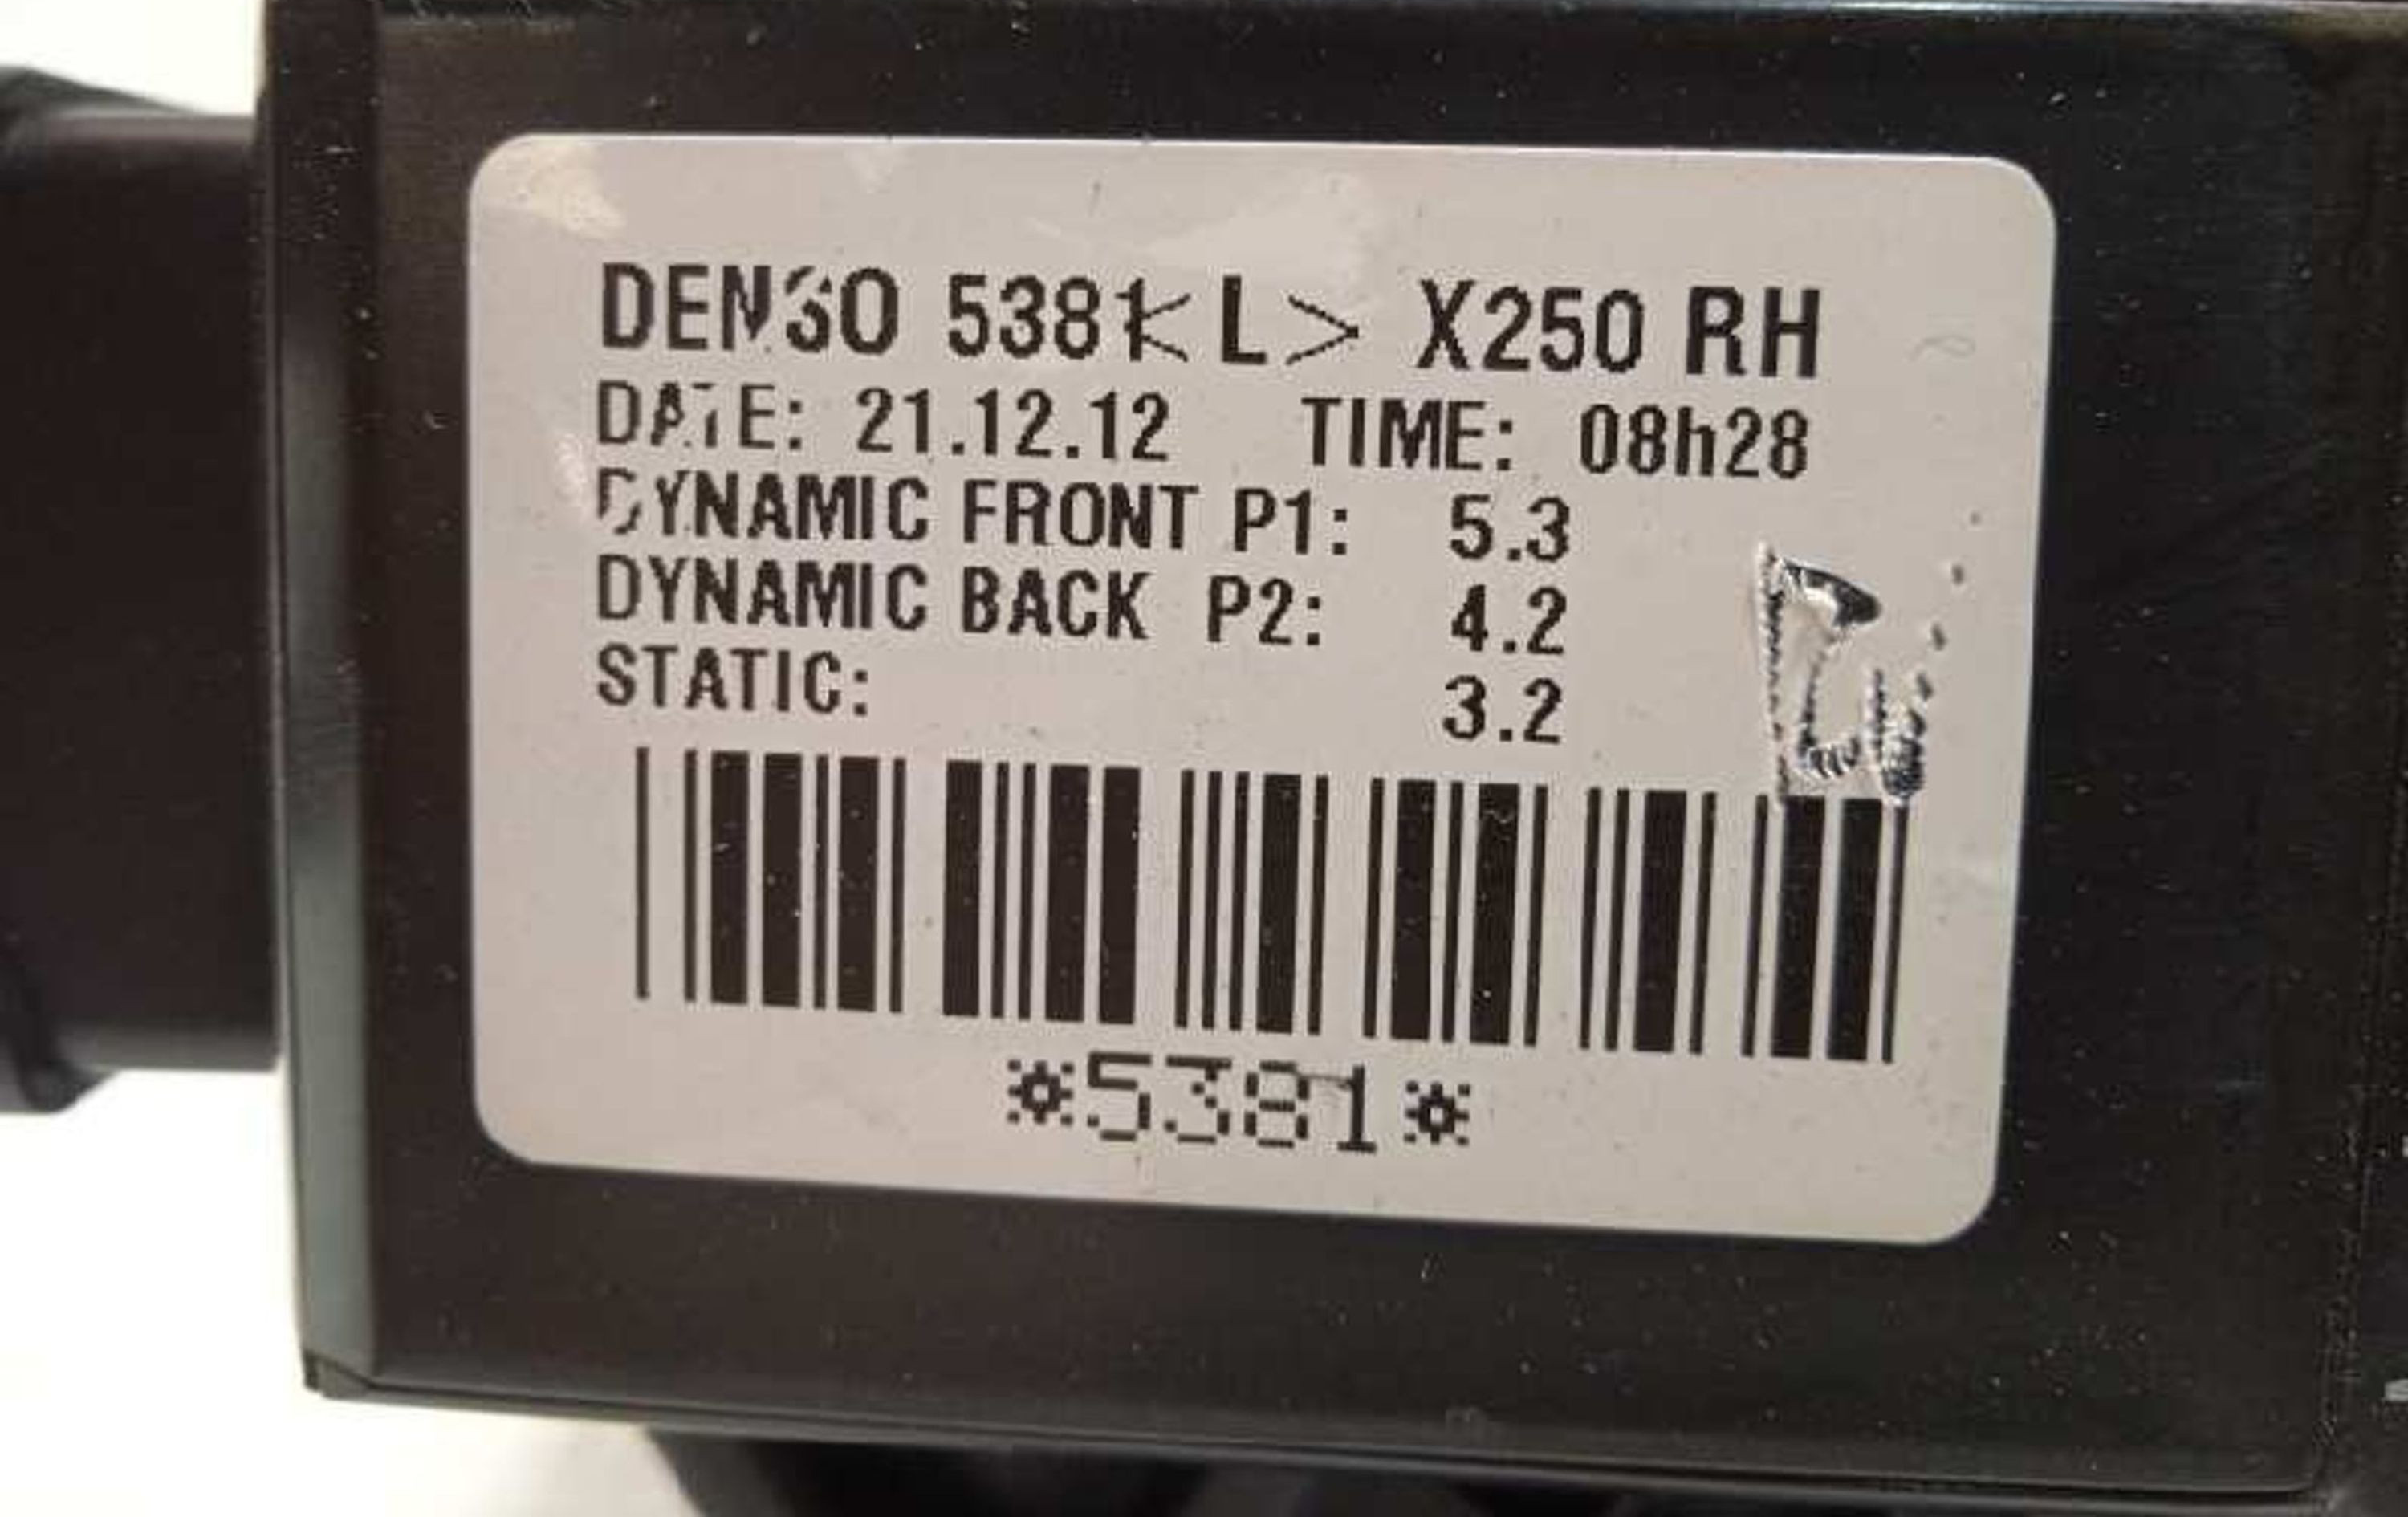 DENSO 5381< L > X250 RH
DATE: 21.12.12 TIME: 08h28
DYNAMIC FRONT P1: 5.3
DYNAMIC BACK P2: 4.2
STATIC: 3.2
*5381*